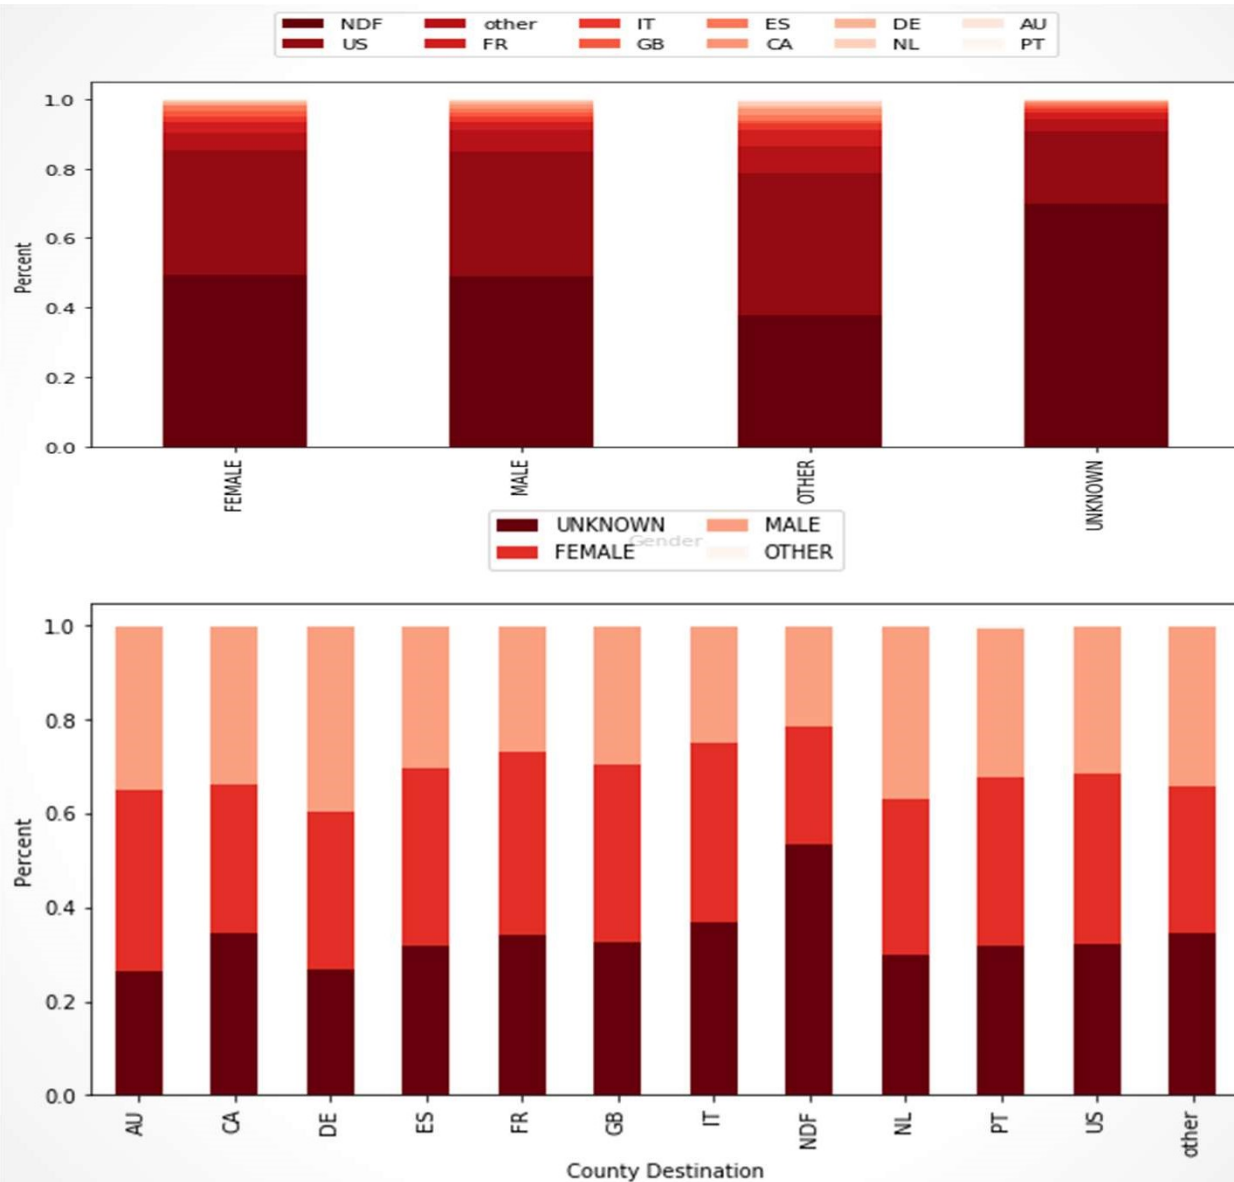 NDF other IT ES DE AU
US FR GB CA NL PT
1.0
0.8
0.6
0.4
0.2
0.0
Percent
FEMALE MALE OTHER UNKNOWN
Gender
UNKNOWN MALE
FEMALE OTHER
1.0
0.8
0.6
0.4
0.2
0.0
Percent
AU CA DE ES FR GB IT NDF NL PT US other
County Destination